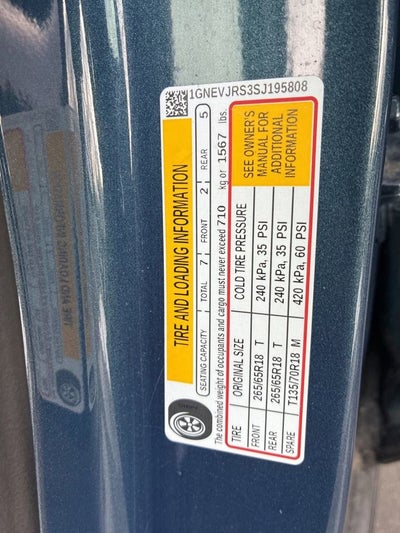 1GNEVJRS3SJ195808
TIRE AND LOADING INFORMATION
SEATING CAPACITY TOTAL 7 FRONT 2 REAR 5
The combined weight of occupants and cargo must never exceed 710 kg or 1567 lbs.
TIRE ORIGINAL SIZE COLD TIRE PRESSURE
FRONT 265/65R18 T 240 kPa, 35 PSI
REAR 265/65R18 T 240 kPa, 35 PSI
SPARE T135/70R18 M 420 kPa, 60 PSI
SEE OWNER'S
MANUAL FOR
ADDITIONAL
INFORMATION